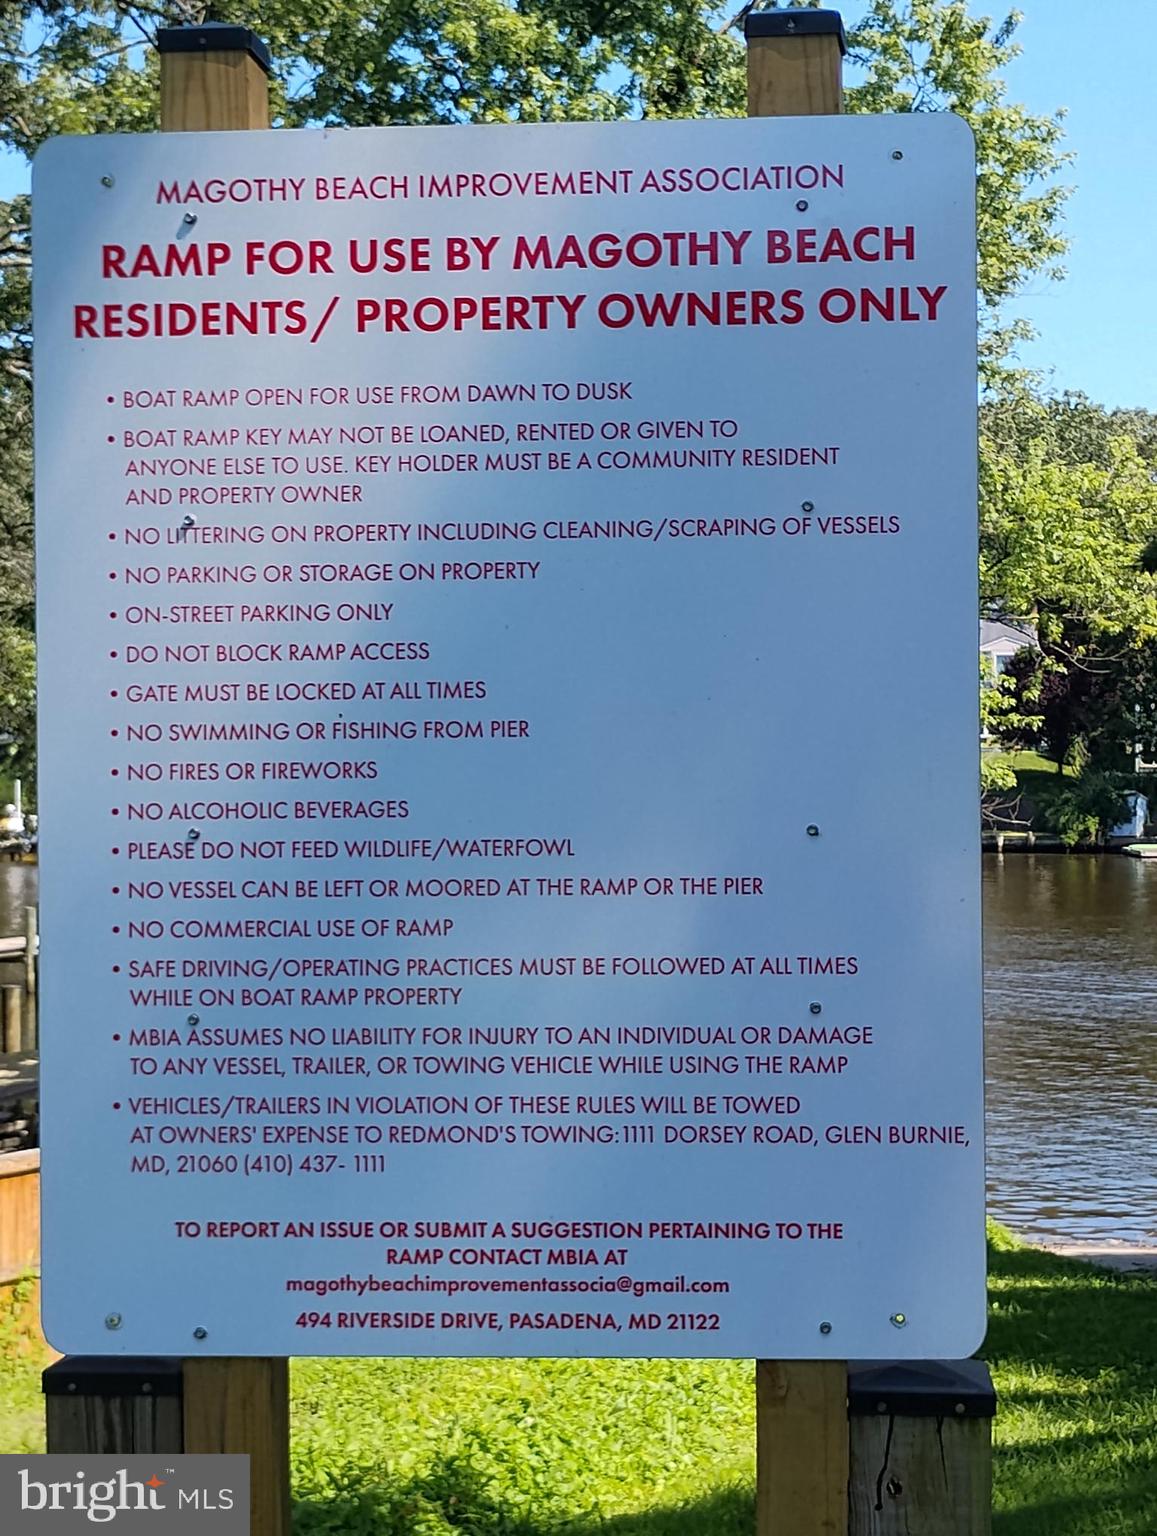 MAGOTHY BEACH IMPROVEMENT ASSOCIATION
RAMP FOR USE BY MAGOTHY BEACH
RESIDENTS/ PROPERTY OWNERS ONLY
• BOAT RAMP OPEN FOR USE FROM DAWN TO DUSK
• BOAT RAMP KEY MAY NOT BE LOANED, RENTED OR GIVEN TO
ANYONE ELSE TO USE. KEY HOLDER MUST BE A COMMUNITY RESIDENT
AND PROPERTY OWNER
• NO LITTERING ON PROPERTY INCLUDING CLEANING/SCRAPING OF VESSELS
• NO PARKING OR STORAGE ON PROPERTY
• ON-STREET PARKING ONLY
• DO NOT BLOCK RAMP ACCESS
• GATE MUST BE LOCKED AT ALL TIMES
• NO SWIMMING OR FISHING FROM PIER
• NO FIRES OR FIREWORKS
• NO ALCOHOLIC BEVERAGES
• PLEASE DO NOT FEED WILDLIFE/WATERFOWL
• NO VESSEL CAN BE LEFT OR MOORED AT THE RAMP OR THE PIER
• NO COMMERCIAL USE OF RAMP
• SAFE DRIVING/OPERATING PRACTICES MUST BE FOLLOWED AT ALL TIMES
WHILE ON BOAT RAMP PROPERTY
• MBIA ASSUMES NO LIABILITY FOR INJURY TO AN INDIVIDUAL OR DAMAGE
TO ANY VESSEL, TRAILER, OR TOWING VEHICLE WHILE USING THE RAMP
• VEHICLES/TRAILERS IN VIOLATION OF THESE RULES WILL BE TOWED
AT OWNERS' EXPENSE TO REDMOND'S TOWING: 1111 DORSEY ROAD, GLEN BURNIE,
MD, 21060 (410) 437- 1111
TO REPORT AN ISSUE OR SUBMIT A SUGGESTION PERTAINING TO THE
RAMP CONTACT MBIA AT
magothybeachimprovementassocia@gmail.com
494 RIVERSIDE DRIVE, PASADENA, MD 21122
bright™ MLS